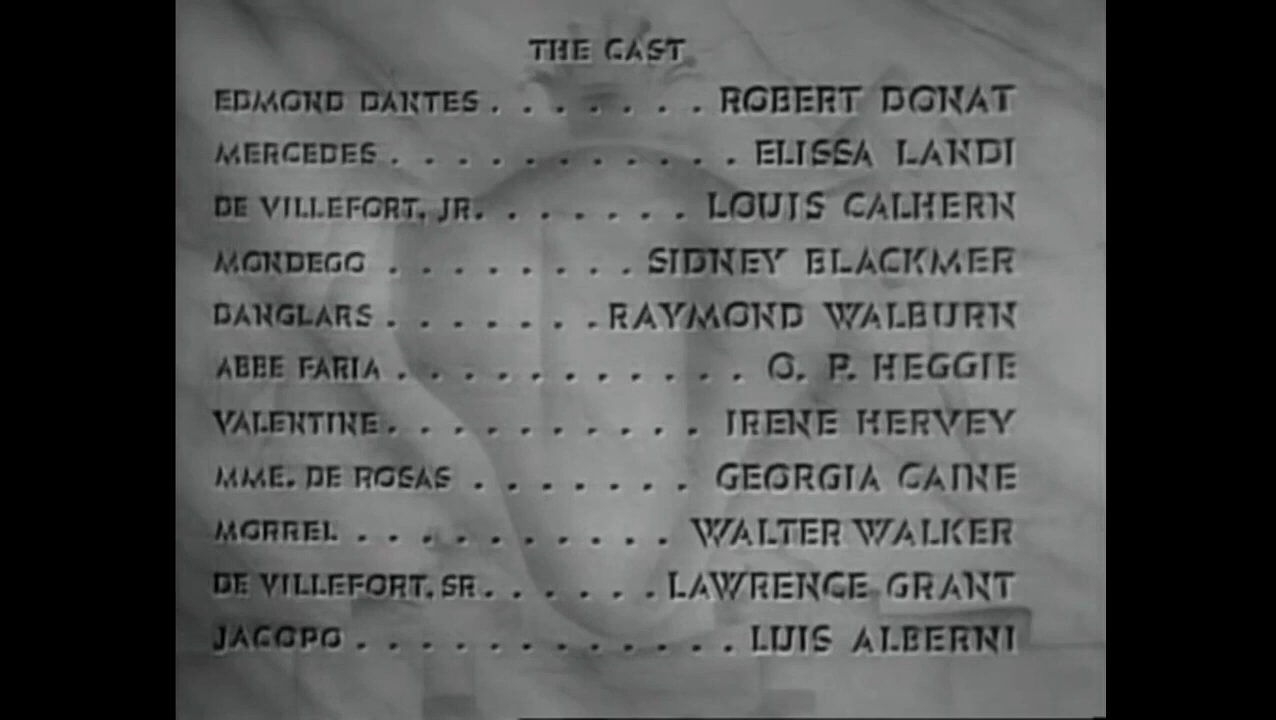 THE CAST
EDMOND DANTES . . . . . . . ROBERT DONAT
MERCEDES . . . . . . . . . . . ELISSA LANDI
DE VILLEFORT, JR. . . . . . . LOUIS CALHERN
MONDEGO . . . . . . . . SIDNEY BLACKMER
DANGLARS . . . . . . . RAYMOND WALBURN
ABBE FARIA . . . . . . . . . . . O. P. HEGGIE
VALENTINE . . . . . . . . . . IRENE HERVEY
MME. DE ROSAS . . . . . . . GEORGIA CAINE
MORREL . . . . . . . . . . WALTER WALKER
DE VILLEFORT, SR. . . . . . LAWRENCE GRANT
JACOPO . . . . . . . . . . . . LUIS ALBERNI